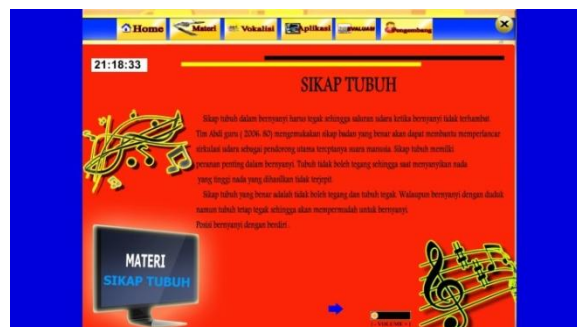 Home Materi Vokalisi Aplikasi EVALUASI Pengembang
21:18:33
SIKAP TUBUH
Sikap tubuh dalam bernyanyi harus tegak sehingga saluran udara ketika bernyanyi tidak terhambat.
Tim Abdi guru ( 2006: 80) mengemukakan sikap badan yang benar akan dapat membantu memperlancar
sirkulasi udara sebagai pendorong utama terciptanya suara manusia. Sikap tubuh memilki
peranan penting dalam bernyanyi. Tubuh tidak boleh tegang sehingga saat menyanyikan nada
yang tinggi nada yang dihasilkan tidak terjepit
Sikap tubuh yang benar adalah tidak boleh tegang dan tubuh tegak. Walaupun bernyanyi dengan duduk
namun tubuh tetap tegak sehingga akan mempermudah untuk bernyanyi
Posisi bernyanyi dengan berdiri .
MATERI
SIKAP TUBUH
VOLUME